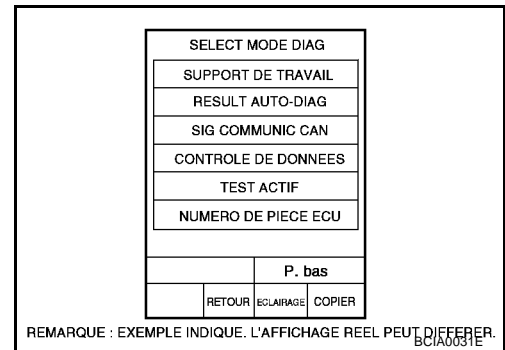 SELECT MODE DIAG
SUPPORT DE TRAVAIL
RESULT AUTO-DIAG
SIG COMMUNIC CAN
CONTROLE DE DONNEES
TEST ACTIF
NUMERO DE PIECE ECU
P. bas
RETOUR ECLAIRAGE COPIER
REMARQUE : EXEMPLE INDIQUE. L'AFFICHAGE REEL PEUT DIFFERER.
BCIA0031E